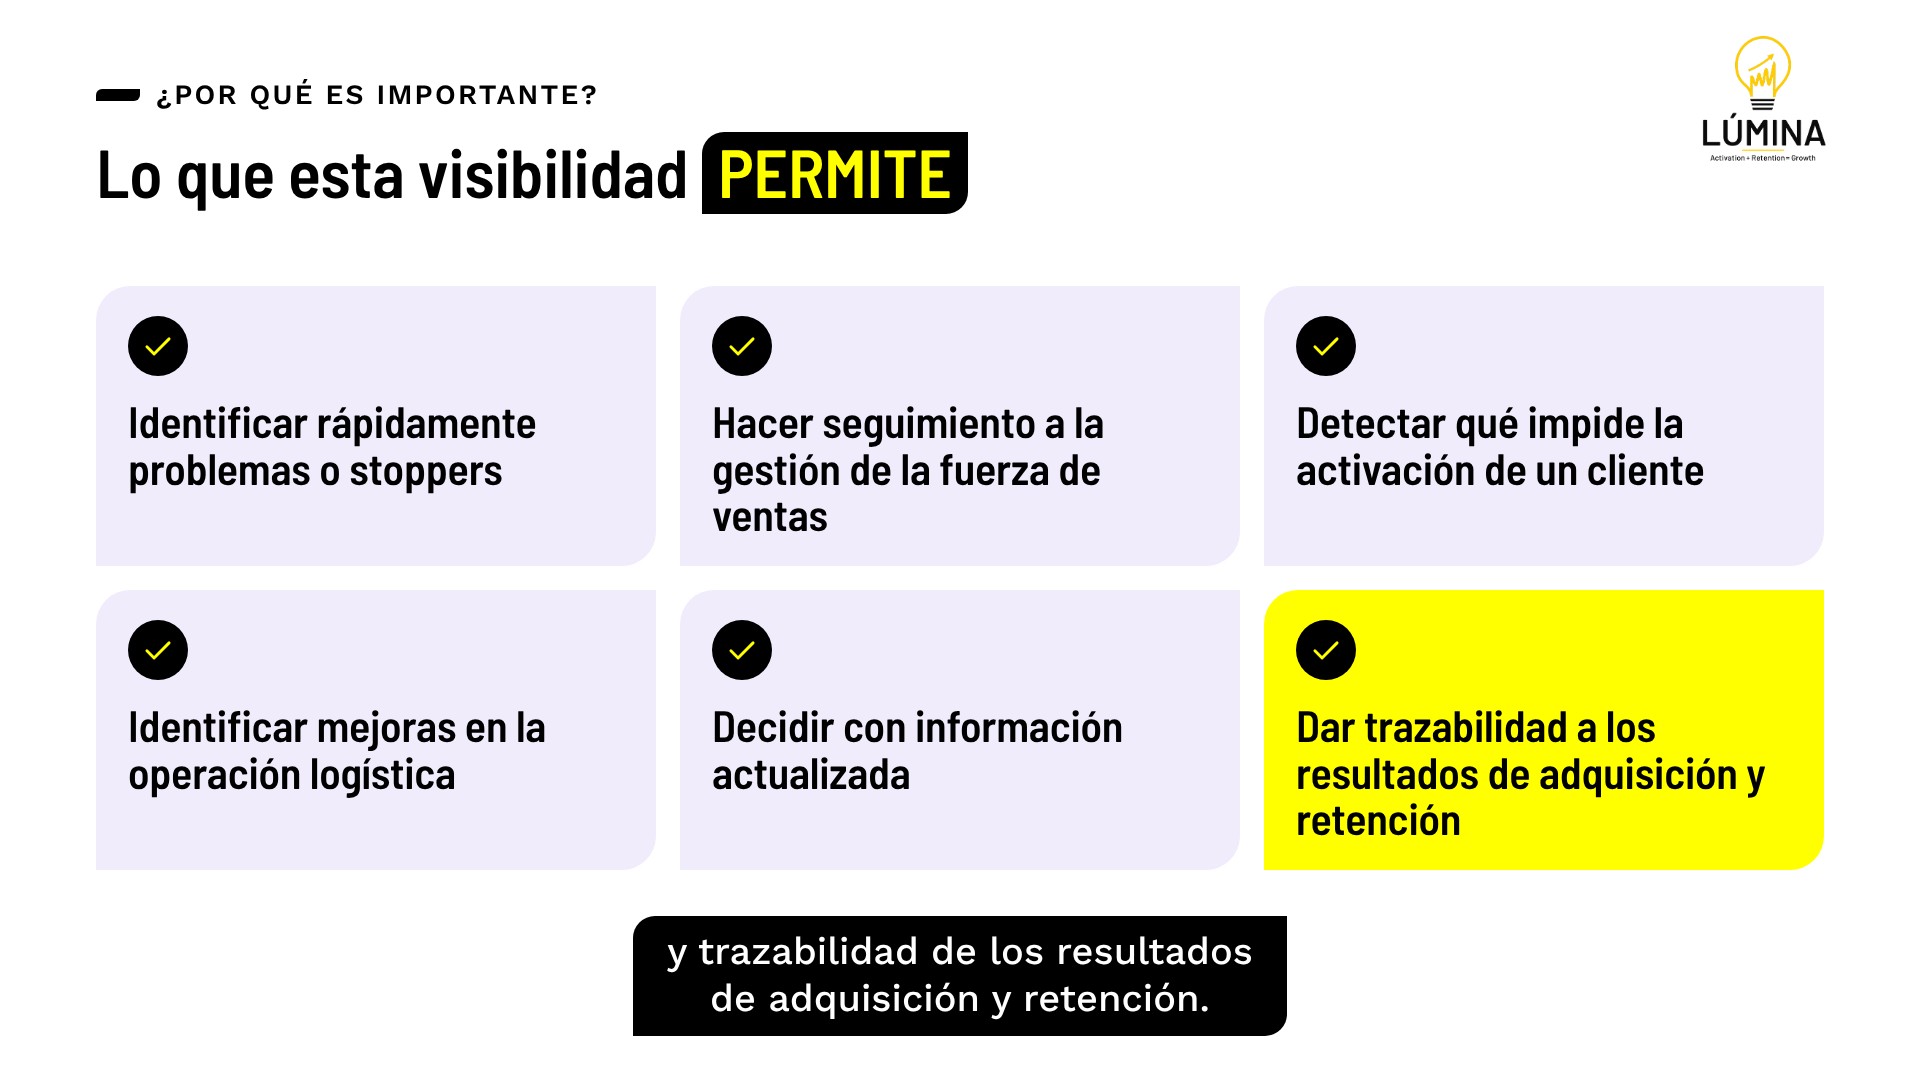 ¿POR QUÉ ES IMPORTANTE?
Lo que esta visibilidad PERMITE
LÚMINA
Activation + Retention = Growth
Identificar rápidamente
problemas o stoppers
Hacer seguimiento a la
gestión de la fuerza de
ventas
Detectar qué impide la
activación de un cliente
Identificar mejoras en la
operación logística
Decidir con información
actualizada
Dar trazabilidad a los
resultados de adquisición y
retención
y trazabilidad de los resultados
de adquisición y retención.